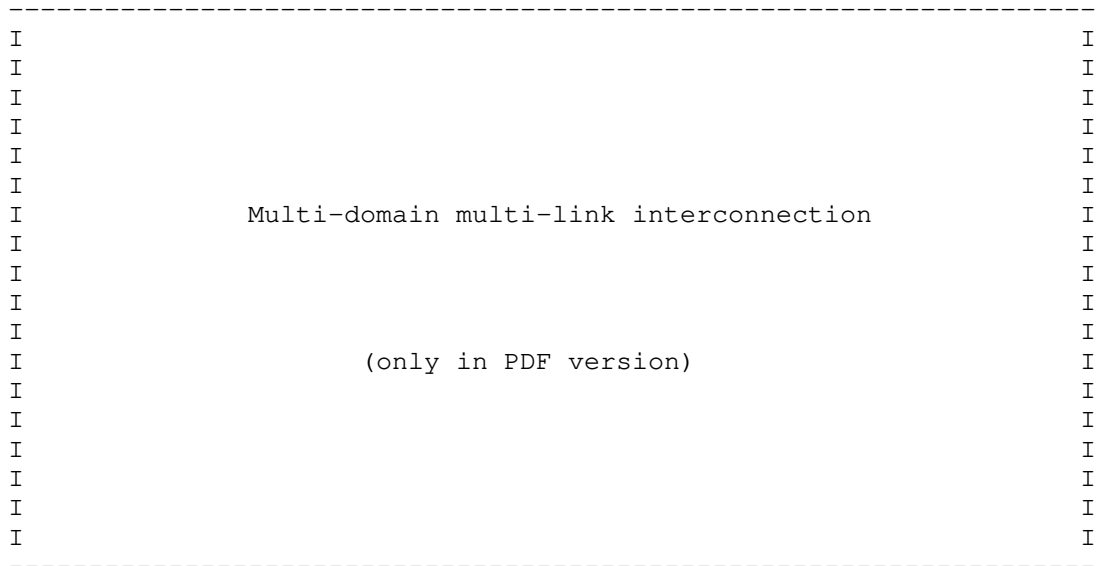 ------------------------------------------------------------------------
I                                                                      I
I                                                                      I
I                                                                      I
I                                                                      I
I                                                                      I
I                                                                      I
I               Multi-domain multi-link interconnection                I
I                                                                      I
I                                                                      I
I                                                                      I
I                                                                      I
I                      (only in PDF version)                           I
I                                                                      I
I                                                                      I
I                                                                      I
I                                                                      I
I                                                                      I
I                                                                      I
------------------------------------------------------------------------